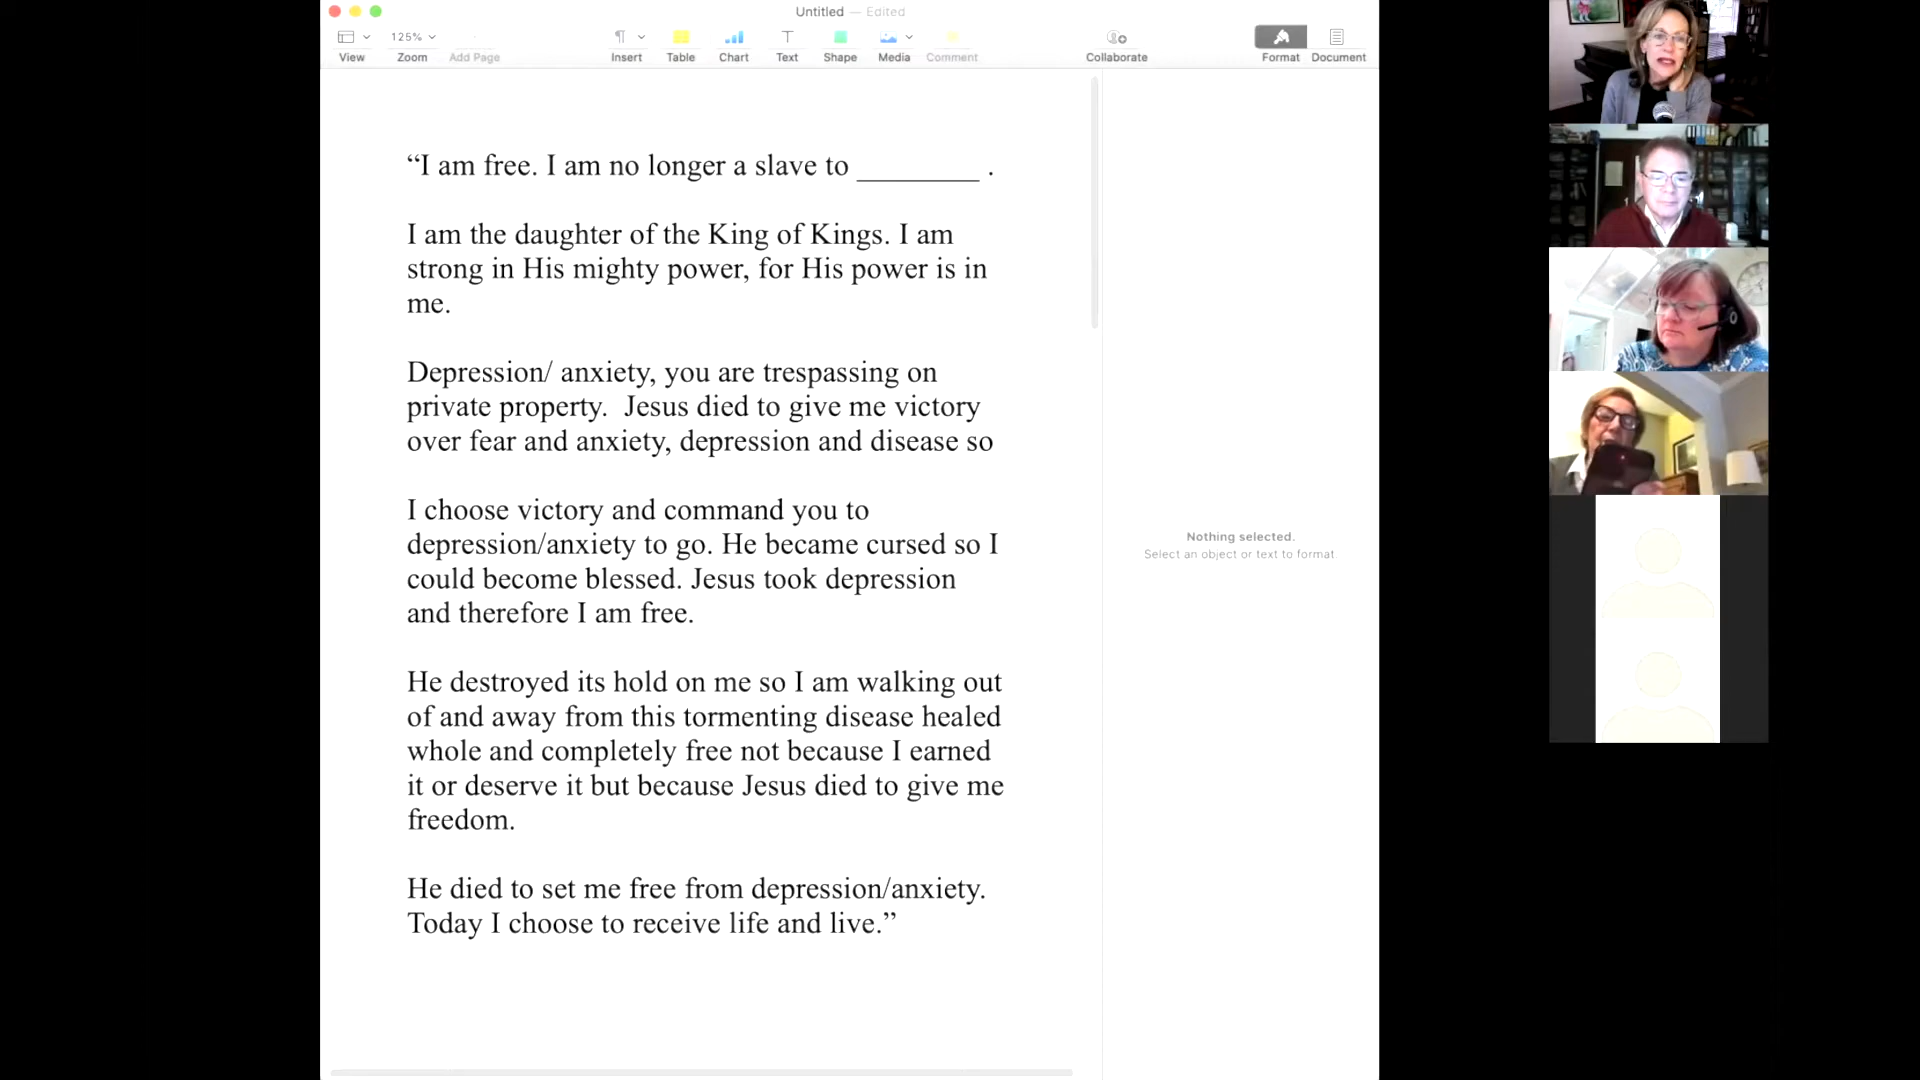 Untitled — Edited
125%
View
Zoom
Add Page
Insert
Table
Chart
Text
Shape
Media
Comment
Collaborate
Format
Document
“I am free. I am no longer a slave to ________ .
I am the daughter of the King of Kings. I am
strong in His mighty power, for His power is in
me.
Depression/ anxiety, you are trespassing on
private property.  Jesus died to give me victory
over fear and anxiety, depression and disease so
I choose victory and command you to
depression/anxiety to go. He became cursed so I
could become blessed. Jesus took depression
and therefore I am free.
He destroyed its hold on me so I am walking out
of and away from this tormenting disease healed
whole and completely free not because I earned
it or deserve it but because Jesus died to give me
freedom.
He died to set me free from depression/anxiety.
Today I choose to receive life and live.”
Nothing selected.
Select an object or text to format.